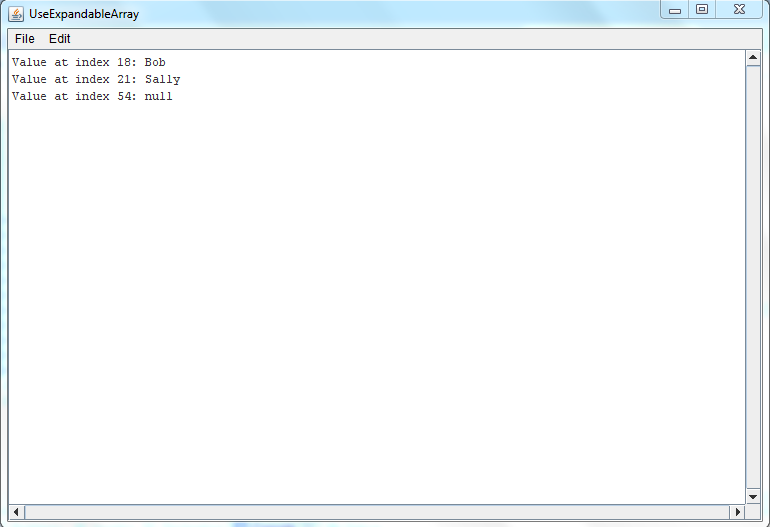 UseExpandableArray
File Edit
Value at index 18: Bob
Value at index 21: Sally
Value at index 54: null